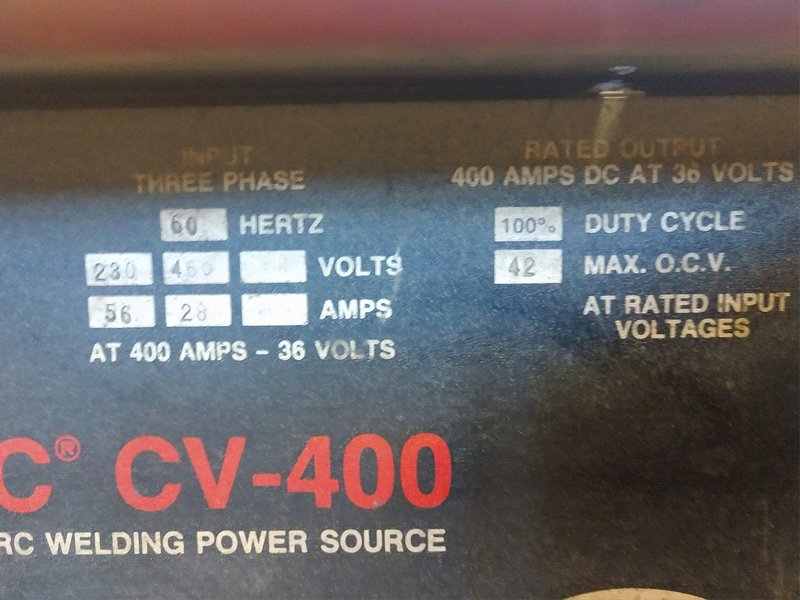 INPUT
THREE PHASE
60 HERTZ
230 460 VOLTS
56 28 AMPS
AT 400 AMPS - 36 VOLTS
RATED OUTPUT
400 AMPS DC AT 36 VOLTS
100% DUTY CYCLE
42 MAX. O.C.V.
AT RATED INPUT
VOLTAGES
C® CV-400
RC WELDING POWER SOURCE